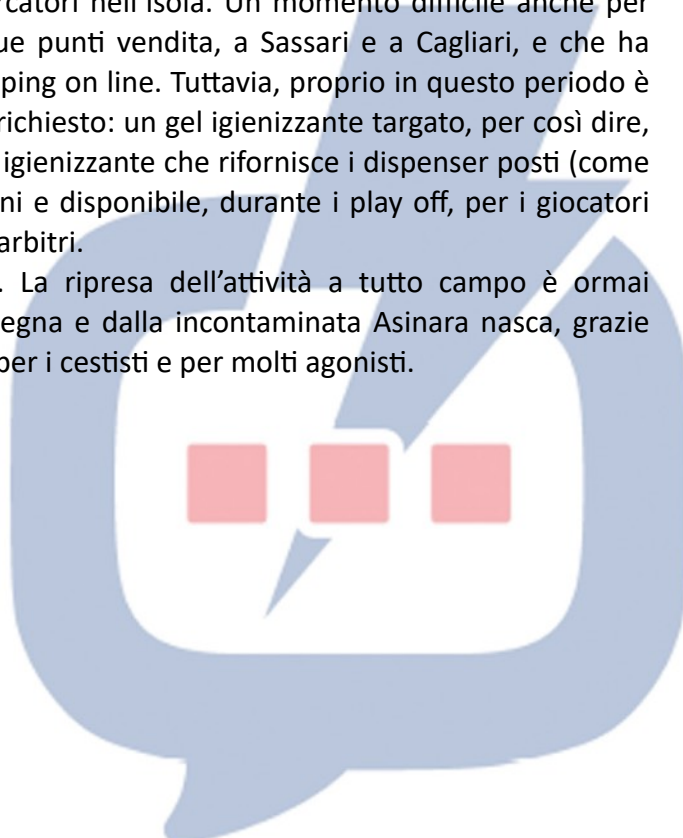 nell'isola. Un momento difficile anche per
ue punti vendita, a Sassari e a Cagliari, e che ha
ping on line. Tuttavia, proprio in questo periodo è
richiesto: un gel igienizzante targato, per così dire,
igienizzante che rifornisce i dispenser posti (come
ni e disponibile, durante i play off, per i giocatori
arbitri.
. La ripresa dell'attività a tutto campo è ormai
egna e dalla incontaminata Asinara nasca, grazie
per i cestisti e per molti agonisti.